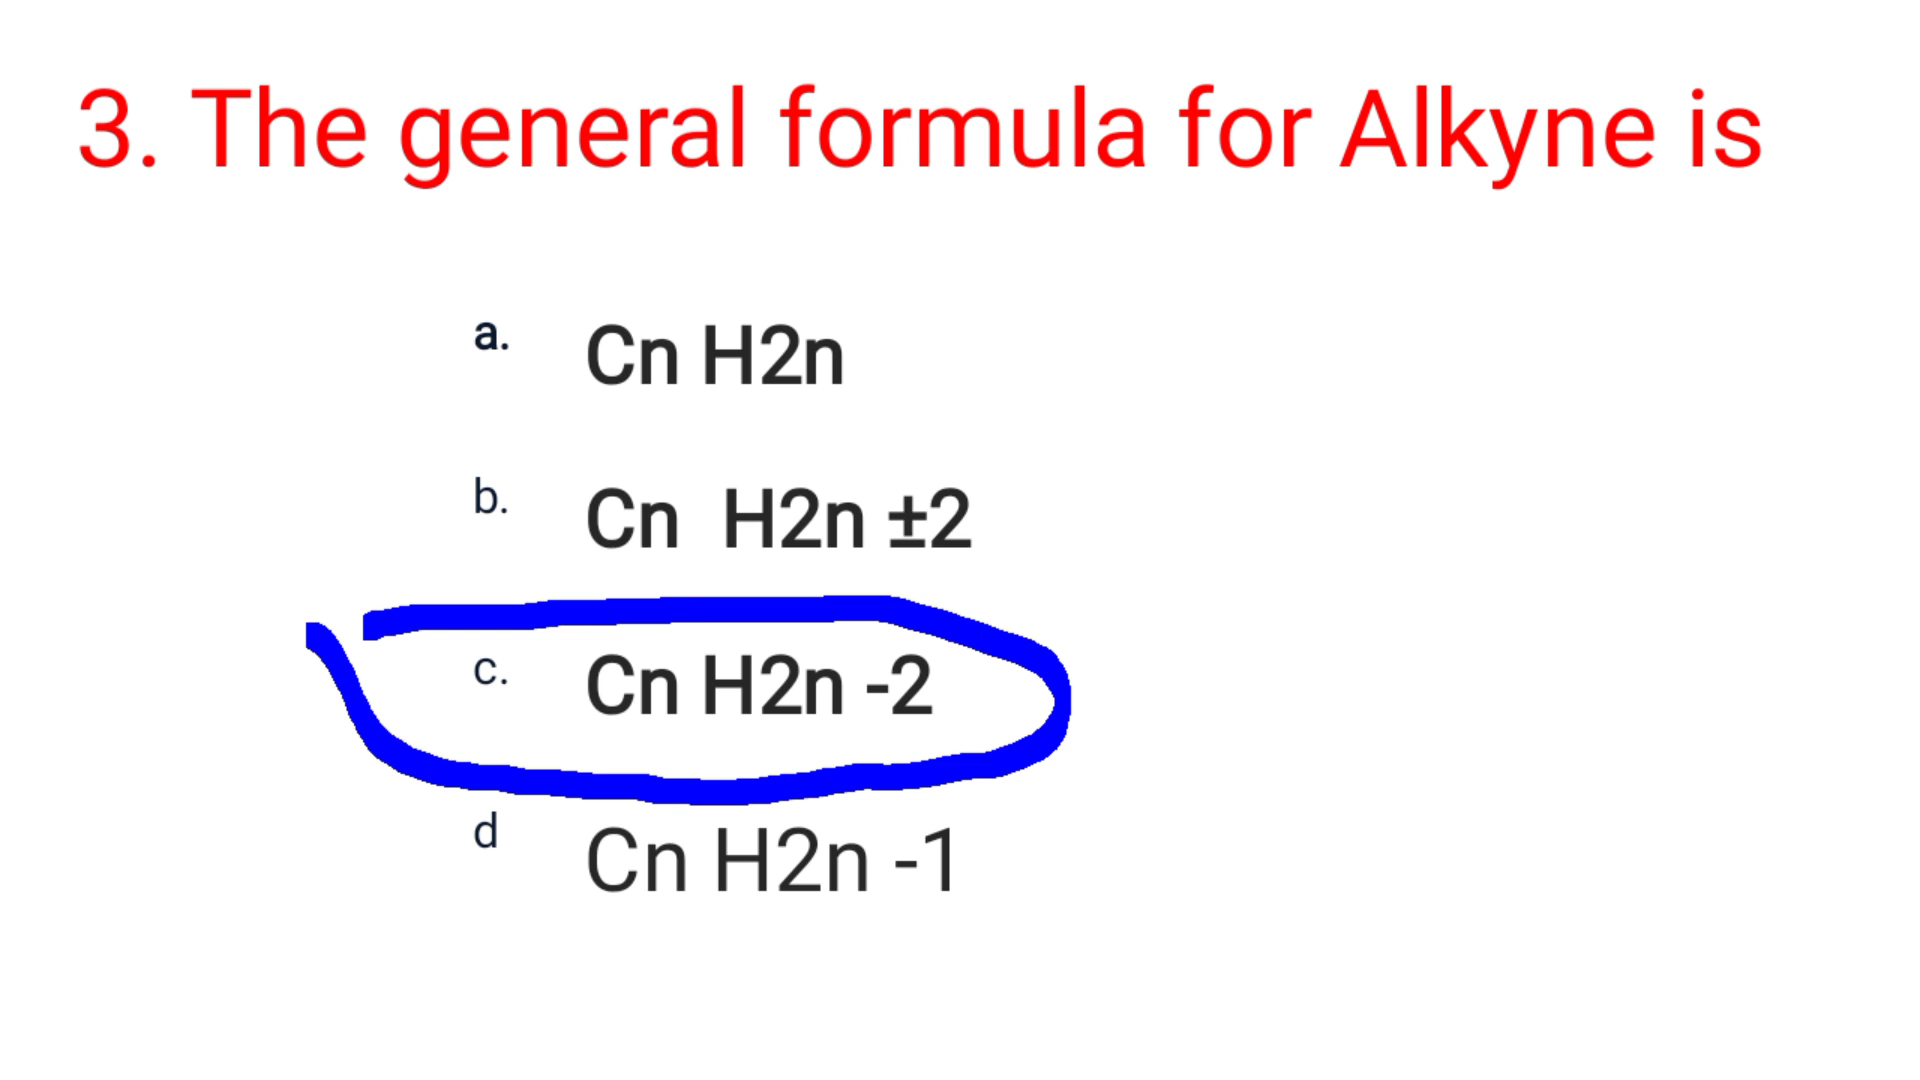 3. The general formula for Alkyne is
a. Cn H2n
b. Cn H2n ±2
c. Cn H2n -2
d Cn H2n -1